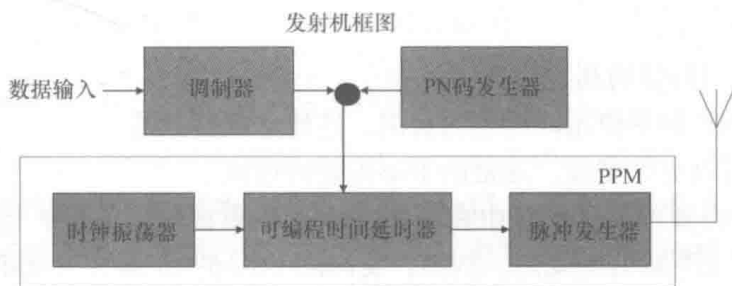 发射机框图
数据输入
调制器
PN码发生器
PPM
时钟振荡器
可编程时间延时器
脉冲发生器